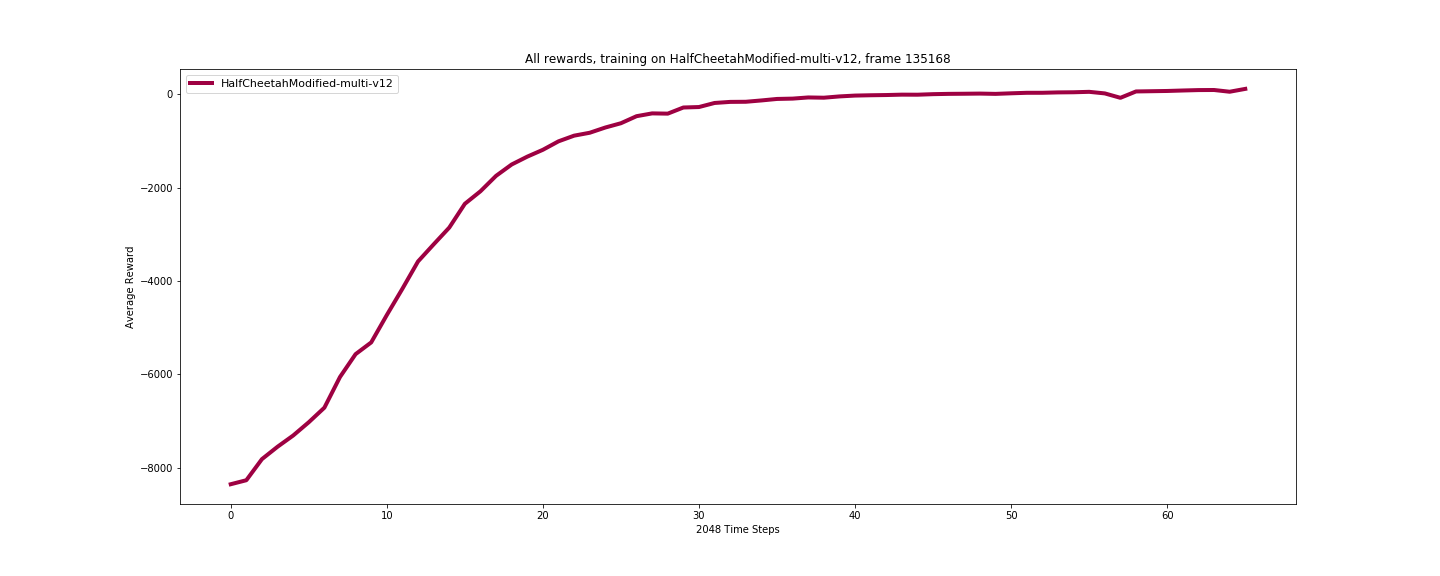 All rewards, training on HalfCheetahModified-multi-v12, frame 135168
HalfCheetahModified-multi-v12
0
−2000
−4000
−6000
−8000
Average Reward
0 10 20 30 40 50 60
2048 Time Steps